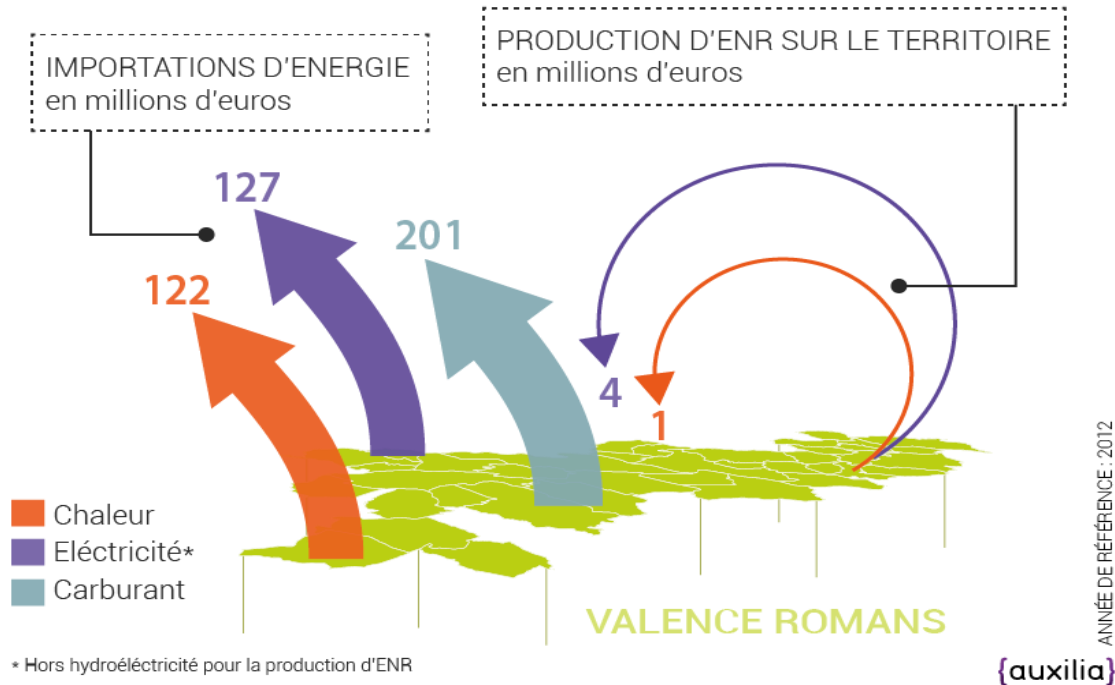 IMPORTATIONS D'ENERGIE
en millions d'euros
PRODUCTION D'ENR SUR LE TERRITOIRE
en millions d'euros
127
201
122
4
1
Chaleur
Eléctricité*
Carburant
VALENCE ROMANS
* Hors hydroéléctricité pour la production d'ENR
ANNÉE DE RÉFÉRENCE : 2012
{auxilia}